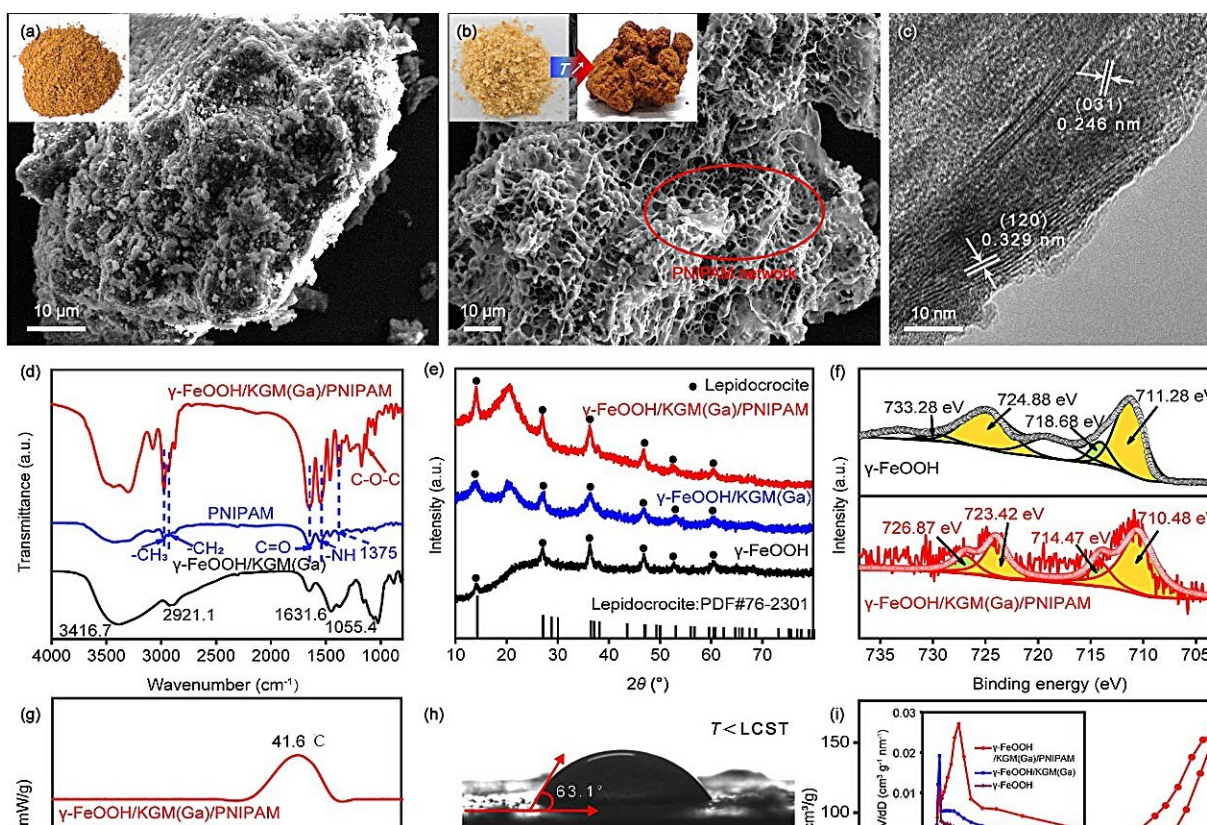 (a)
10 µm
(b)
T
PNIPAM network
10 µm
(c)
(031)
0.246 nm
(120)
0.329 nm
10 nm
(d)
γ-FeOOH/KGM(Ga)/PNIPAM
C-O-C
PNIPAM
-CH₃
-CH₂
C=O
-NH
1375
γ-FeOOH/KGM(Ga)
3416.7
2921.1
1631.6
1055.4
4000 3000 2500 2000 1500 1000
Wavenumber (cm⁻¹)
Transmittance (a.u.)
(e)
Lepidocrocite
γ-FeOOH/KGM(Ga)/PNIPAM
γ-FeOOH/KGM(Ga)
γ-FeOOH
Lepidocrocite:PDF#76-2301
10 20 30 40 50 60 70
2θ (°)
Intensity (a.u.)
(f)
733.28 eV
724.88 eV
718.68 eV
711.28 eV
γ-FeOOH
726.87 eV
723.42 eV
714.47 eV
710.48 eV
γ-FeOOH/KGM(Ga)/PNIPAM
735 730 725 720 715 710 705
Binding energy (eV)
Intensity (a.u.)
(g)
41.6 C
γ-FeOOH/KGM(Ga)/PNIPAM
mW/g)
(h)
T<LCST
63.1°
(i)
150
100
cm³/g)
0.03
0.02
0.01
V/dD (cm³ g⁻¹ nm⁻¹)
γ-FeOOH
/KGM(Ga)/PNIPAM
γ-FeOOH/KGM(Ga)
γ-FeOOH